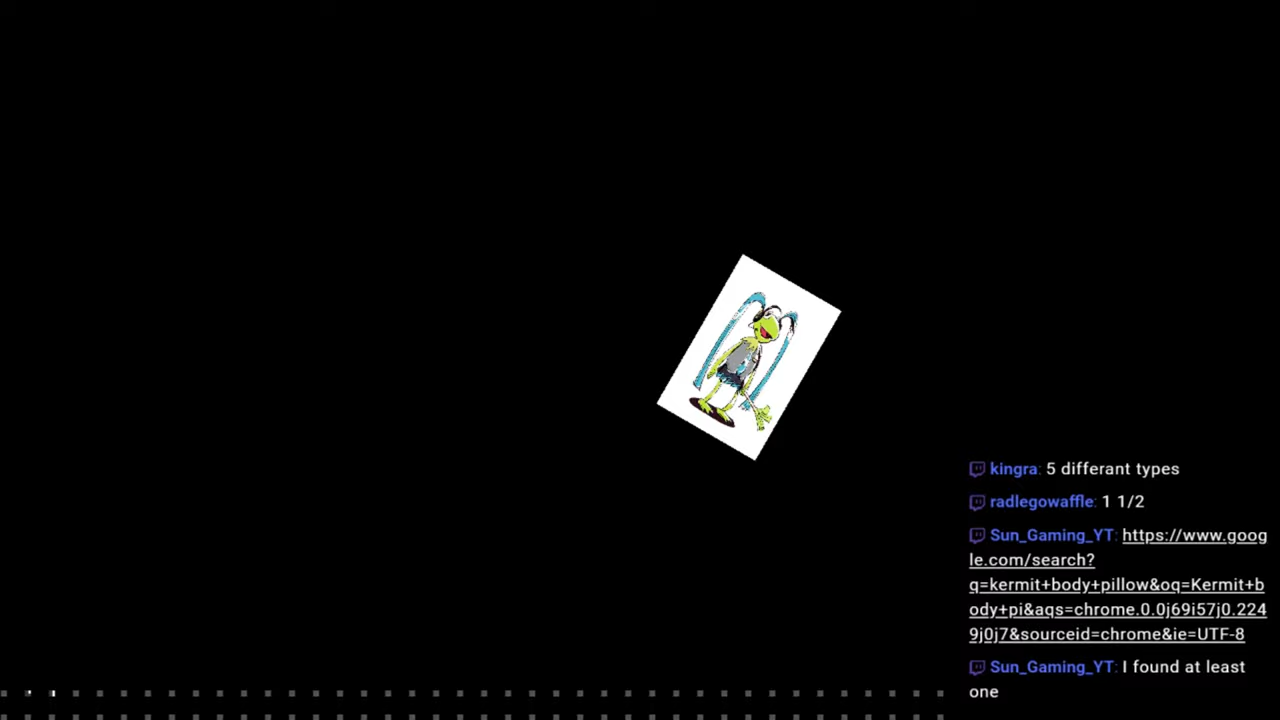 kingra: 5 differant types
radlegowaffle: 1 1/2
Sun_Gaming_YT: https://www.goog
le.com/search?
q=kermit+body+pillow&oq=Kermit+b
ody+pi&aqs=chrome.0.0j69i57j0.224
9j0j7&sourceid=chrome&ie=UTF-8
Sun_Gaming_YT: I found at least
one